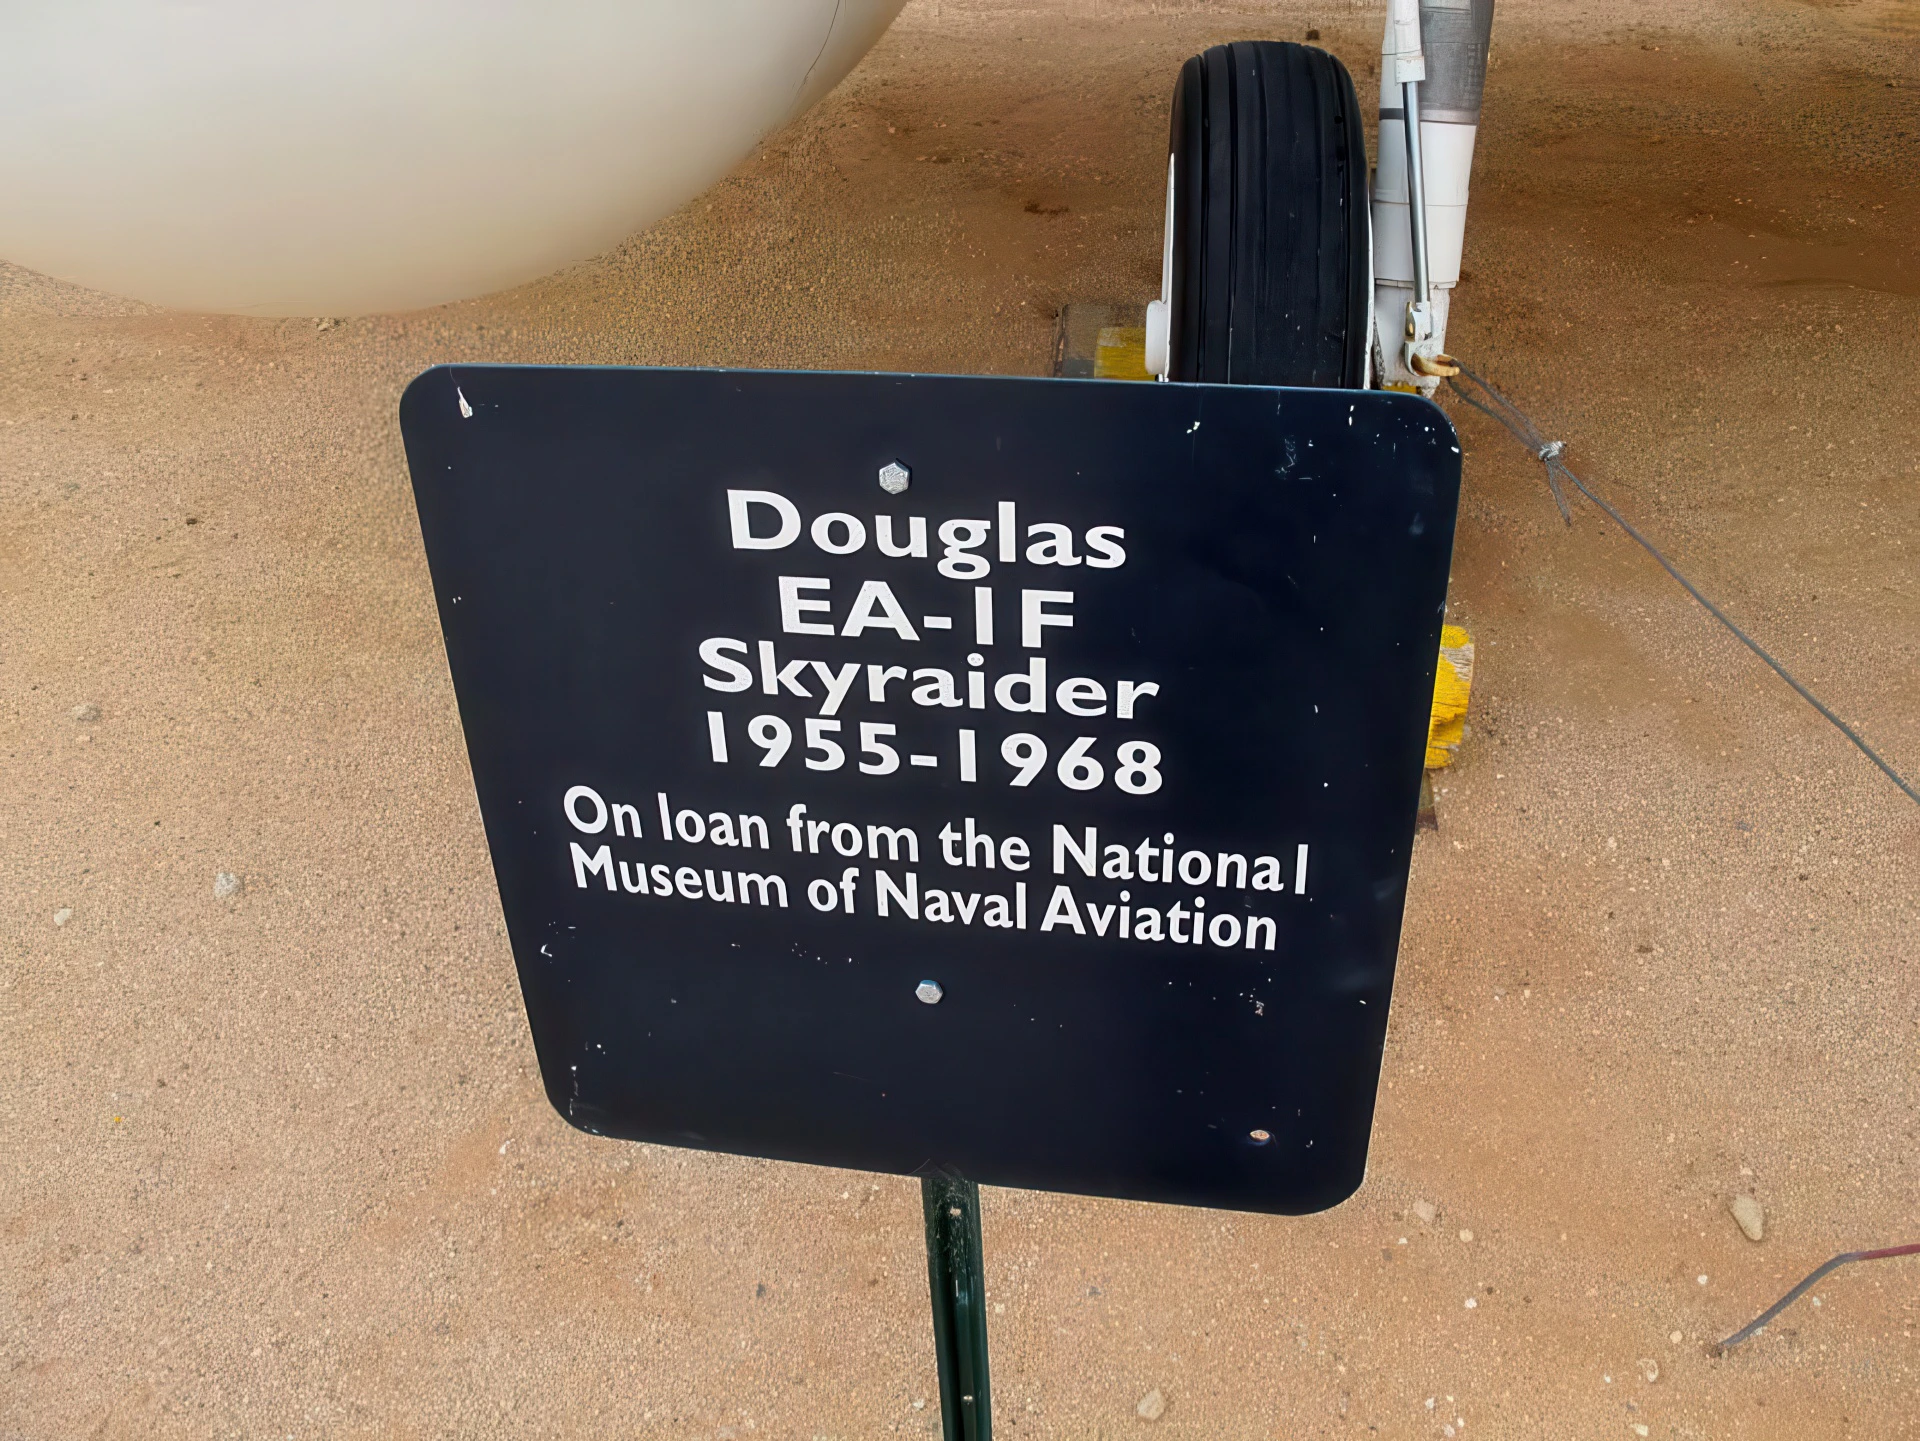 Douglas
EA-1F
Skyraider
1955-1968
On loan from the National
Museum of Naval Aviation